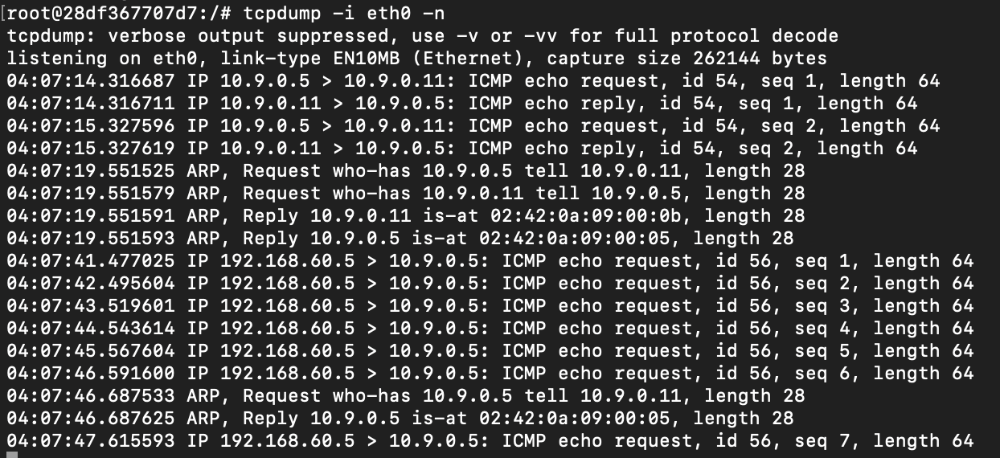 [root@28df367707d7:/# tcpdump -i eth0 -n
tcpdump: verbose output suppressed, use -v or -vv for full protocol decode
listening on eth0, link-type EN10MB (Ethernet), capture size 262144 bytes
04:07:14.316687 IP 10.9.0.5 > 10.9.0.11: ICMP echo request, id 54, seq 1, length 64
04:07:14.316711 IP 10.9.0.11 > 10.9.0.5: ICMP echo reply, id 54, seq 1, length 64
04:07:15.327596 IP 10.9.0.5 > 10.9.0.11: ICMP echo request, id 54, seq 2, length 64
04:07:15.327619 IP 10.9.0.11 > 10.9.0.5: ICMP echo reply, id 54, seq 2, length 64
04:07:19.551525 ARP, Request who-has 10.9.0.5 tell 10.9.0.11, length 28
04:07:19.551579 ARP, Request who-has 10.9.0.11 tell 10.9.0.5, length 28
04:07:19.551591 ARP, Reply 10.9.0.11 is-at 02:42:0a:09:00:0b, length 28
04:07:19.551593 ARP, Reply 10.9.0.5 is-at 02:42:0a:09:00:05, length 28
04:07:41.477025 IP 192.168.60.5 > 10.9.0.5: ICMP echo request, id 56, seq 1, length 64
04:07:42.495604 IP 192.168.60.5 > 10.9.0.5: ICMP echo request, id 56, seq 2, length 64
04:07:43.519601 IP 192.168.60.5 > 10.9.0.5: ICMP echo request, id 56, seq 3, length 64
04:07:44.543614 IP 192.168.60.5 > 10.9.0.5: ICMP echo request, id 56, seq 4, length 64
04:07:45.567604 IP 192.168.60.5 > 10.9.0.5: ICMP echo request, id 56, seq 5, length 64
04:07:46.591600 IP 192.168.60.5 > 10.9.0.5: ICMP echo request, id 56, seq 6, length 64
04:07:46.687533 ARP, Request who-has 10.9.0.5 tell 10.9.0.11, length 28
04:07:46.687625 ARP, Reply 10.9.0.5 is-at 02:42:0a:09:00:05, length 28
04:07:47.615593 IP 192.168.60.5 > 10.9.0.5: ICMP echo request, id 56, seq 7, length 64